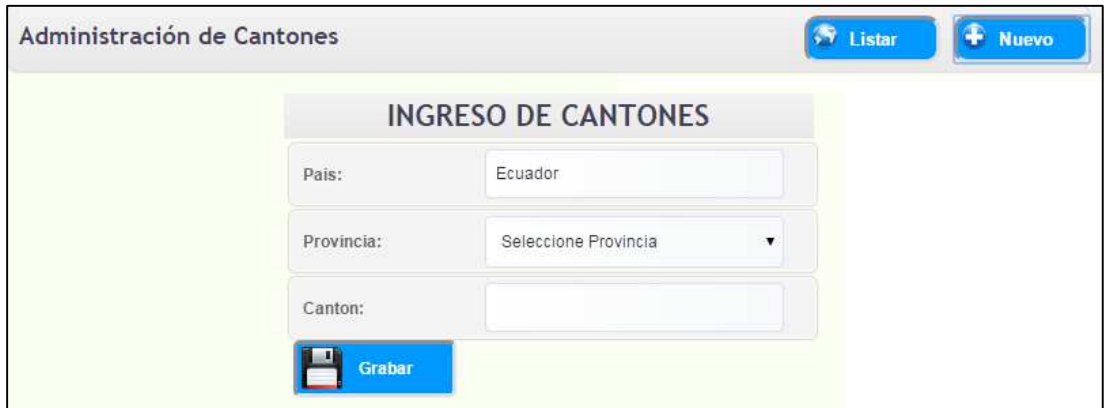 Administración de Cantones
Listar
Nuevo
INGRESO DE CANTONES
Pais: Ecuador
Provincia: Seleccione Provincia
Canton:
Grabar